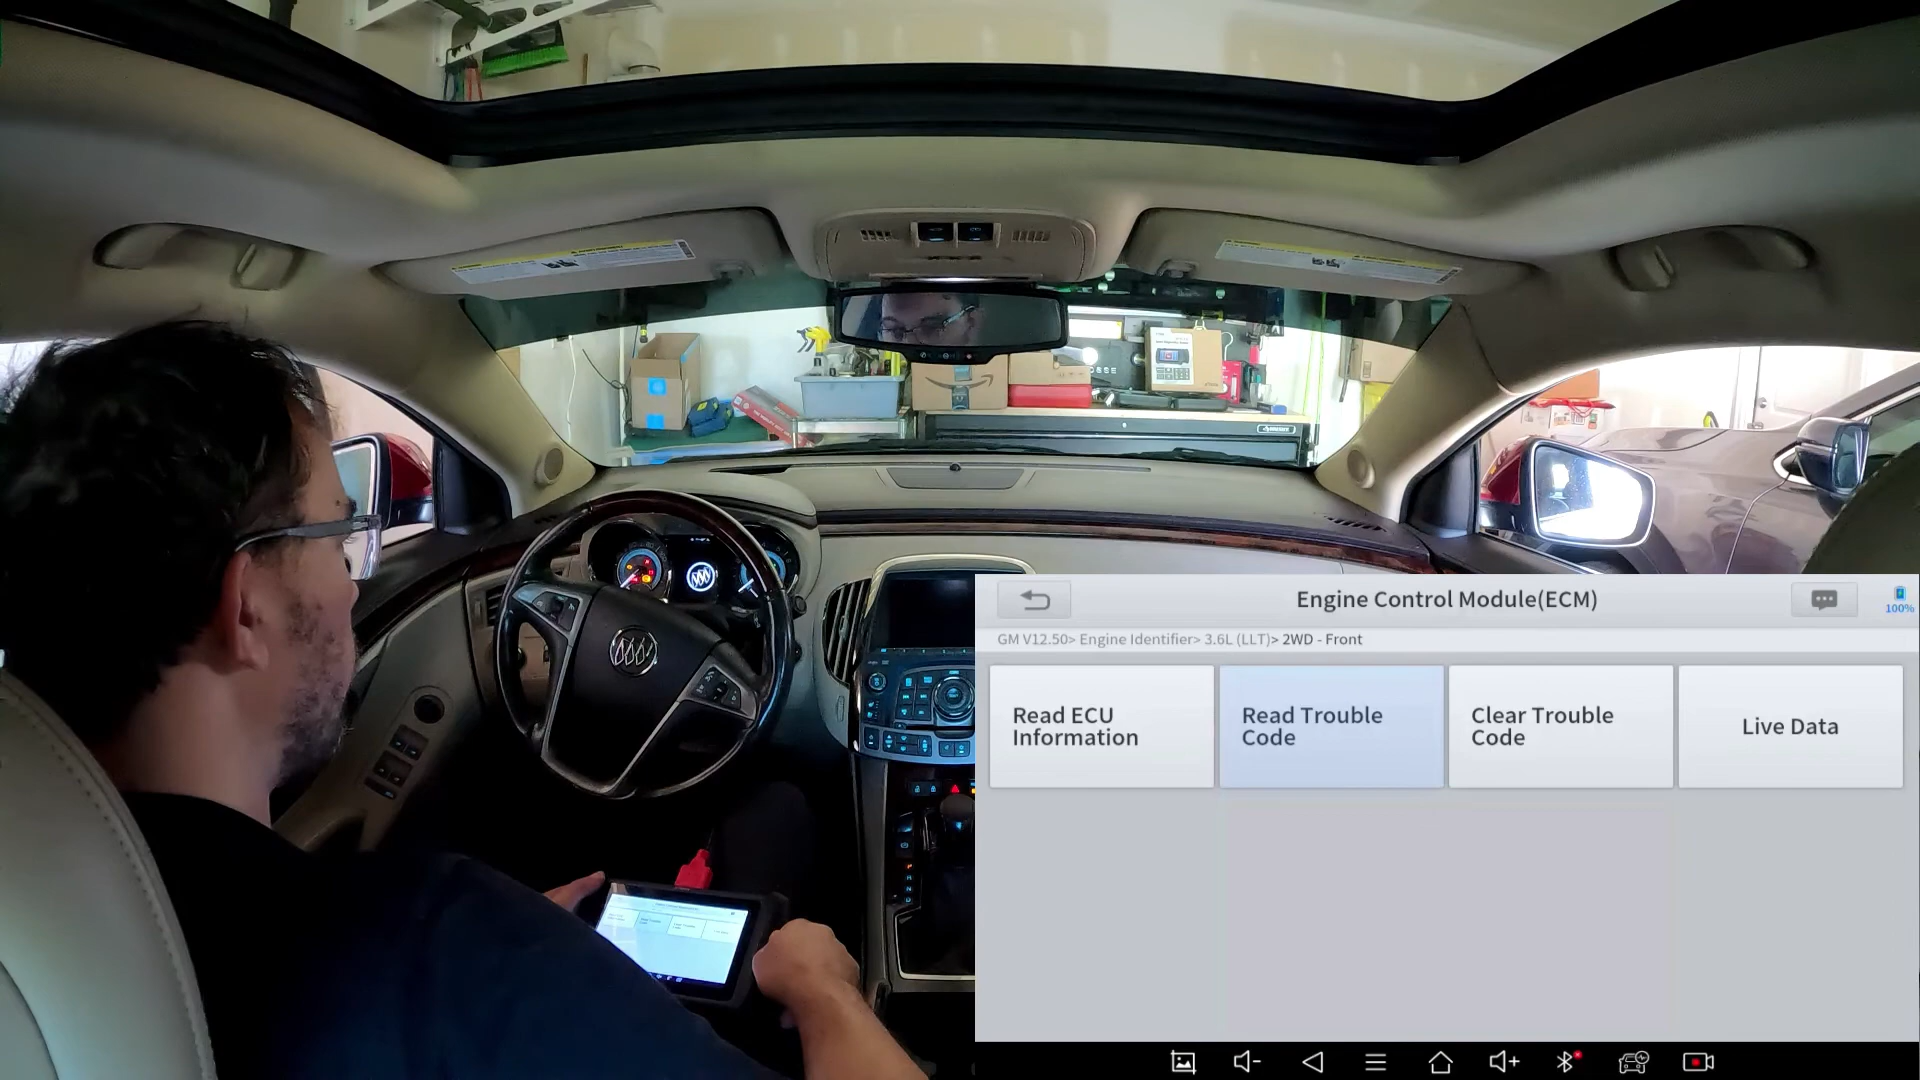 HUSKY
Engine Control Module(ECM)
100%
GM V12.50> Engine Identifier> 3.6L (LLT)> 2WD - Front
Read ECU
Information
Read Trouble
Code
Clear Trouble
Code
Live Data